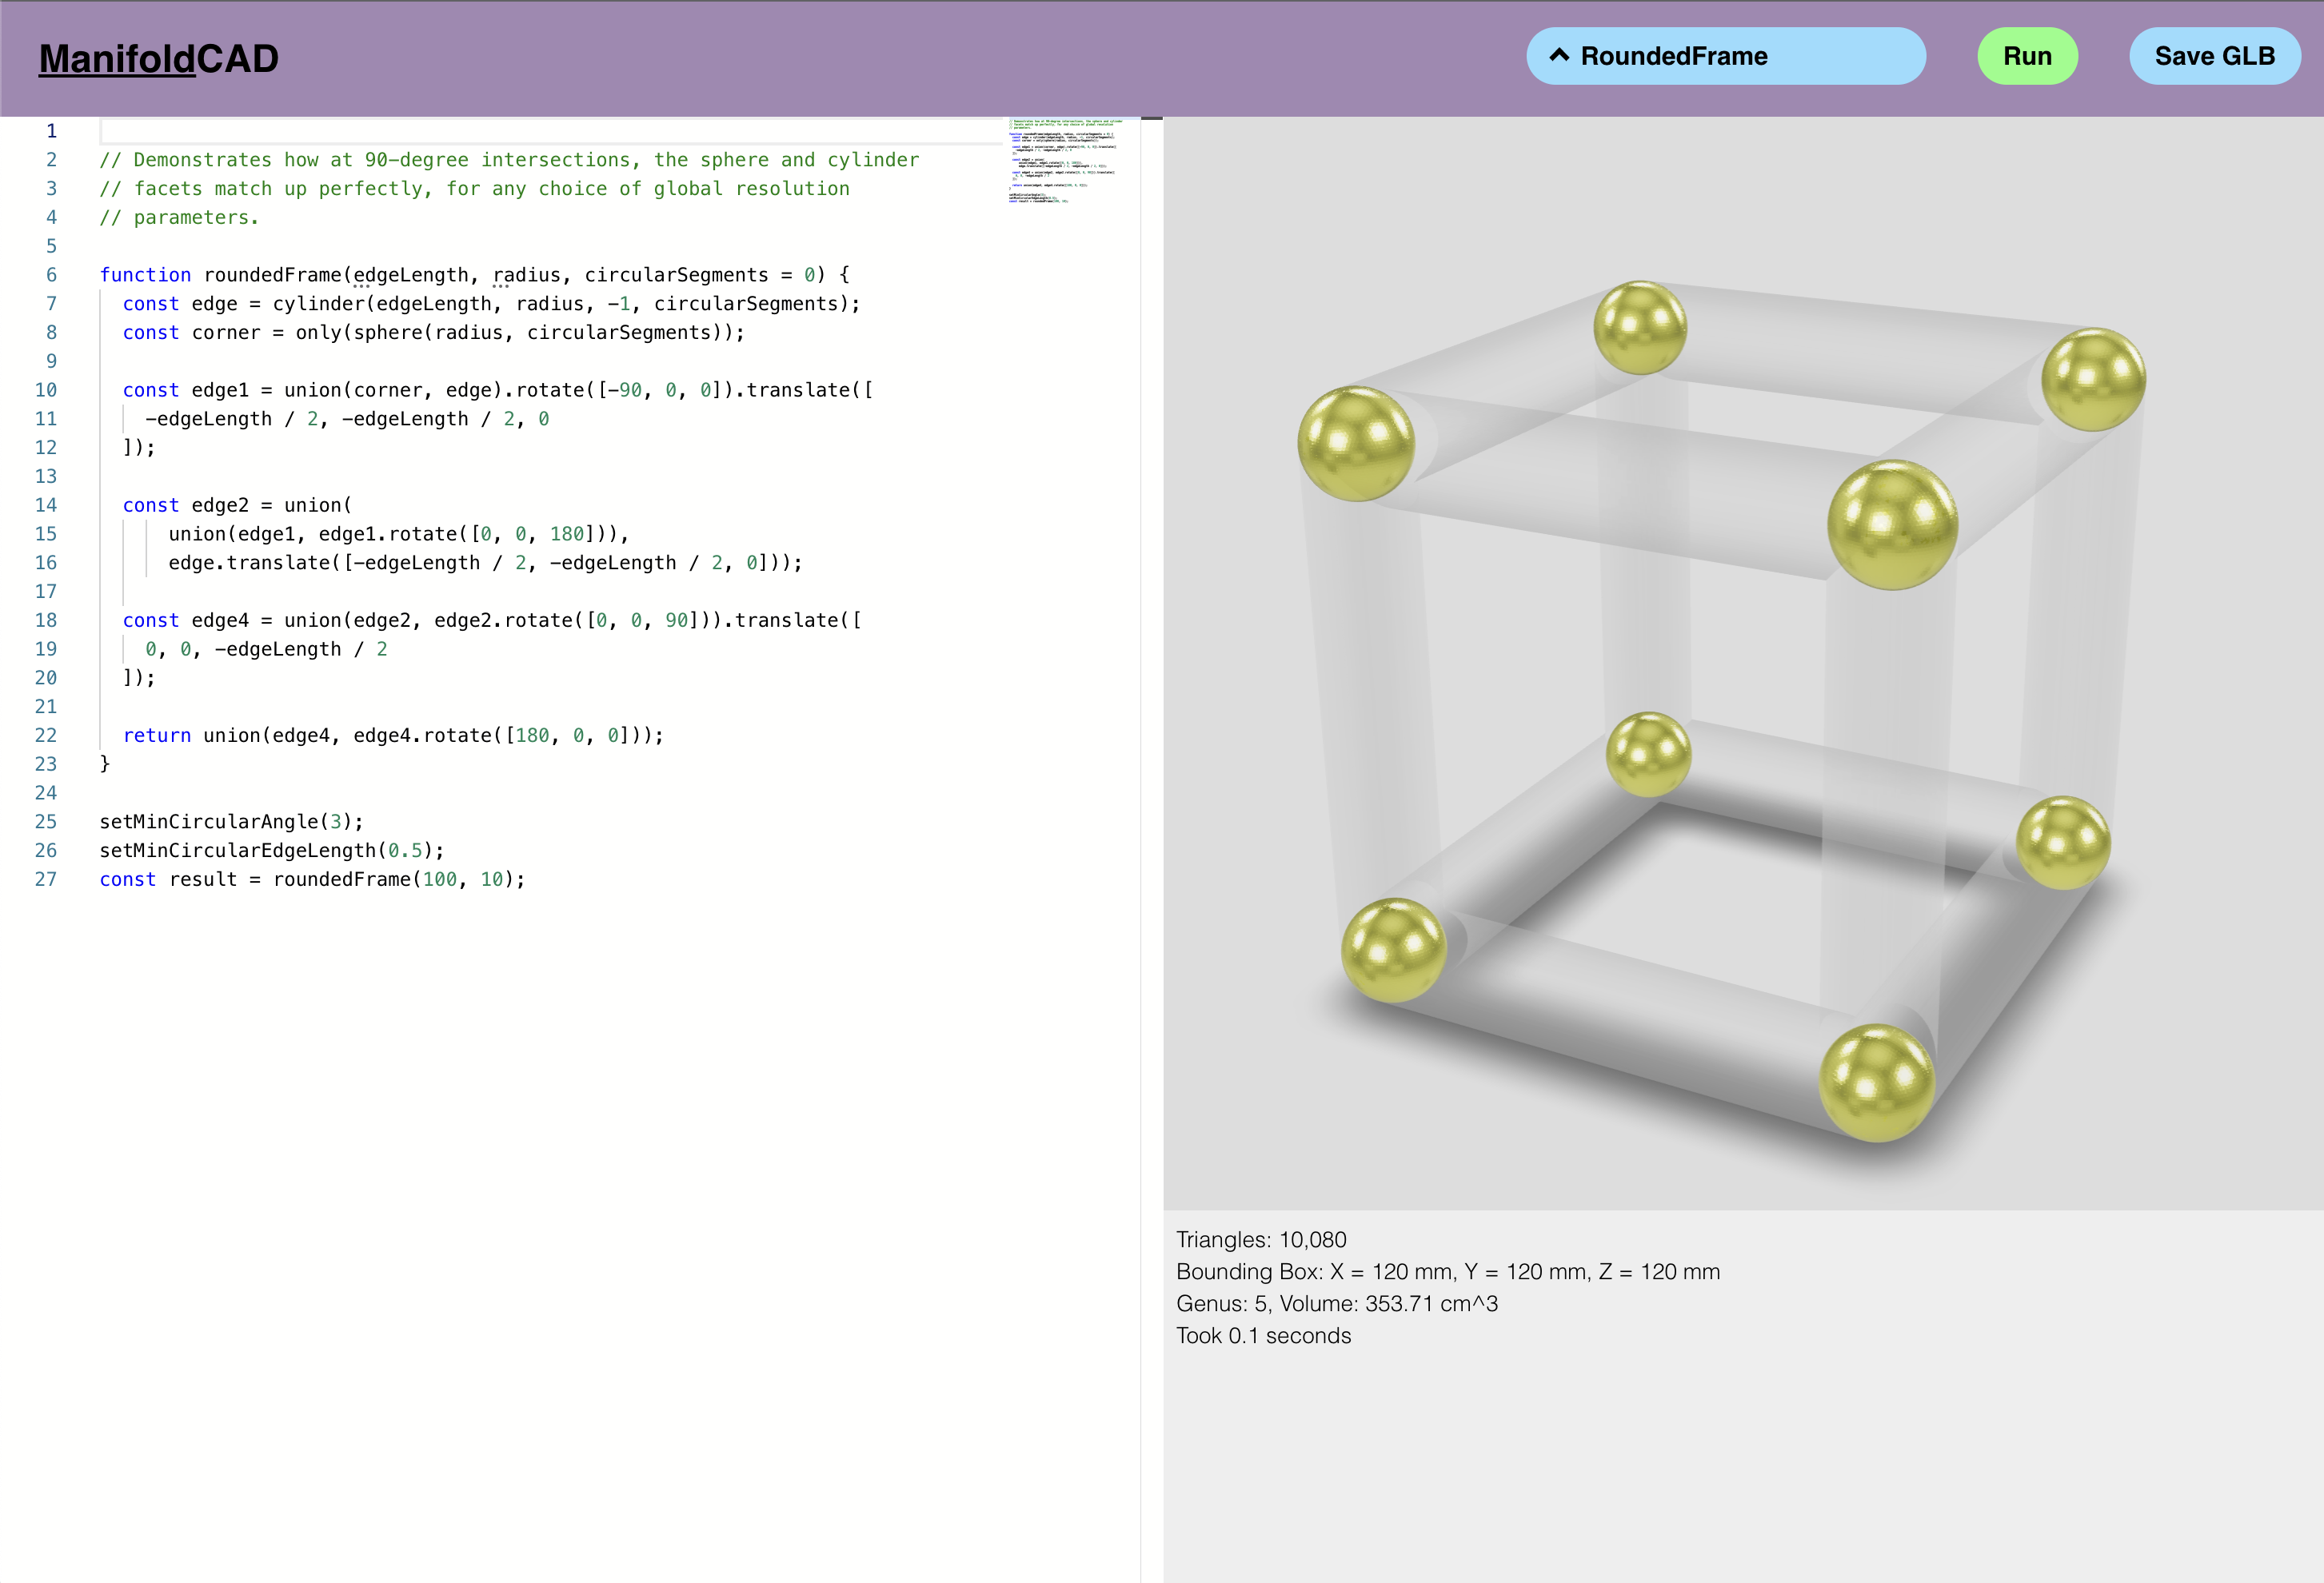 ManifoldCAD
RoundedFrame
Run
Save GLB
1
2 // Demonstrates how at 90-degree intersections, the sphere and cylinder
3 // facets match up perfectly, for any choice of global resolution
4 // parameters.
5
6 function roundedFrame(edgeLength, radius, circularSegments = 0) {
7 const edge = cylinder(edgeLength, radius, -1, circularSegments);
8 const corner = only(sphere(radius, circularSegments));
9
10 const edge1 = union(corner, edge).rotate([-90, 0, 0]).translate([
11 -edgeLength / 2, -edgeLength / 2, 0
12 ]);
13
14 const edge2 = union(
15 union(edge1, edge1.rotate([0, 0, 180])),
16 edge.translate([-edgeLength / 2, -edgeLength / 2, 0]));
17
18 const edge4 = union(edge2, edge2.rotate([0, 0, 90])).translate([
19 0, 0, -edgeLength / 2
20 ]);
21
22 return union(edge4, edge4.rotate([180, 0, 0]));
23 }
24
25 setMinCircularAngle(3);
26 setMinCircularEdgeLength(0.5);
27 const result = roundedFrame(100, 10);
Triangles: 10,080
Bounding Box: X = 120 mm, Y = 120 mm, Z = 120 mm
Genus: 5, Volume: 353.71 cm^3
Took 0.1 seconds